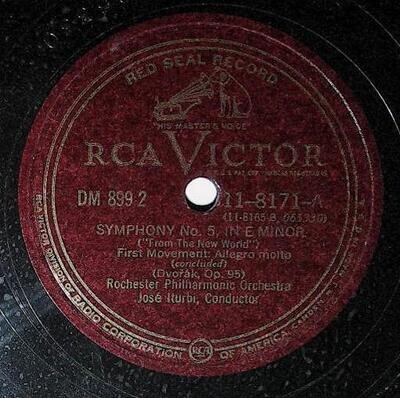 RED SEAL RECORD
"HIS MASTER'S VOICE"
RCA VICTOR
DM 899 2
11-8171-A
SYMPHONY No. 5, IN E MINOR
("From The New World")
First Movement: Allegro molto
(concluded)
(Dvořák, Op. 95)
Rochester Philharmonic Orchestra
José Iturbi, Conductor
RCA VICTOR DIVISION OF RADIO CORPORATION OF AMERICA, CAMDEN, N.J.
RCA